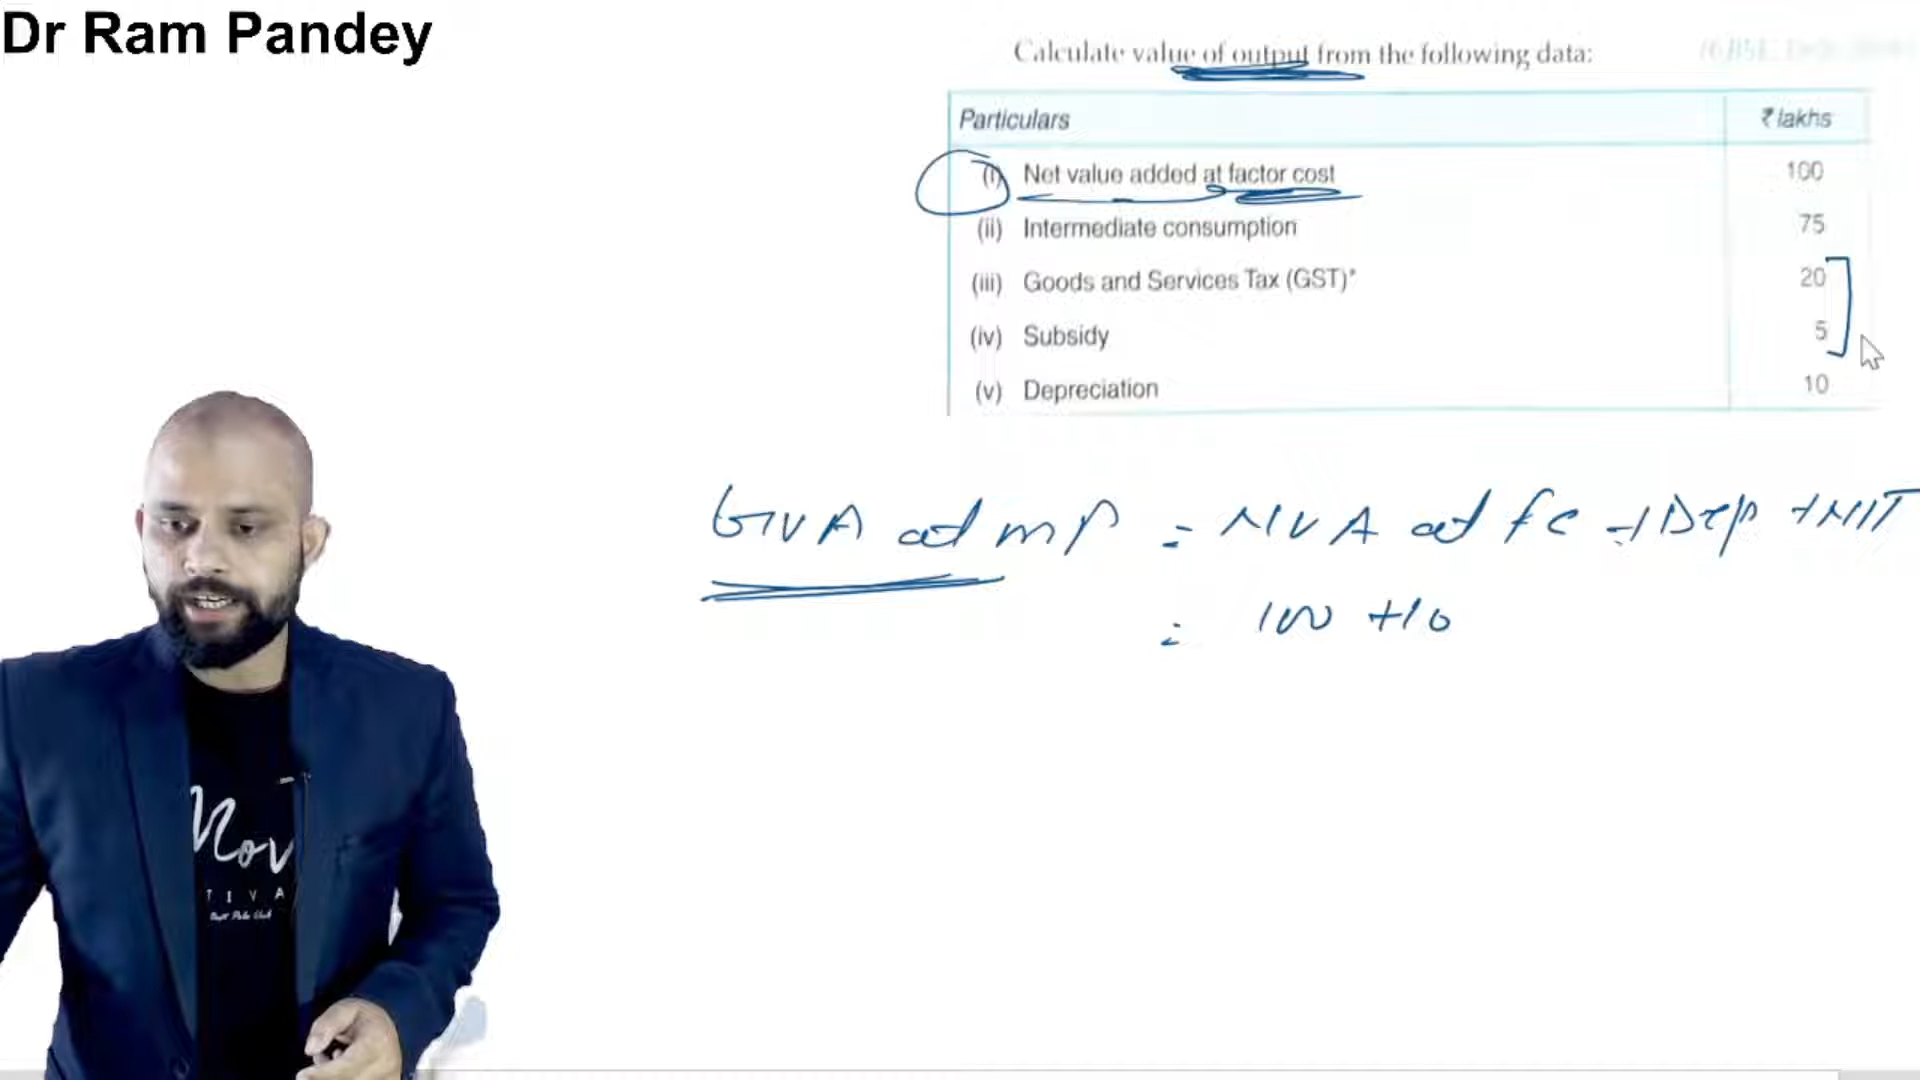 Dr Ram Pandey
Calculate value of output from the following data:
Particulars ₹ lakhs
(i) Net value added at factor cost 100
(ii) Intermediate consumption 75
(iii) Goods and Services Tax (GST)* 20
(iv) Subsidy 5
(v) Depreciation 10
GVA at mp = NVA at fc + Dep + NIT
= 100 + 10
Nov
TIVA